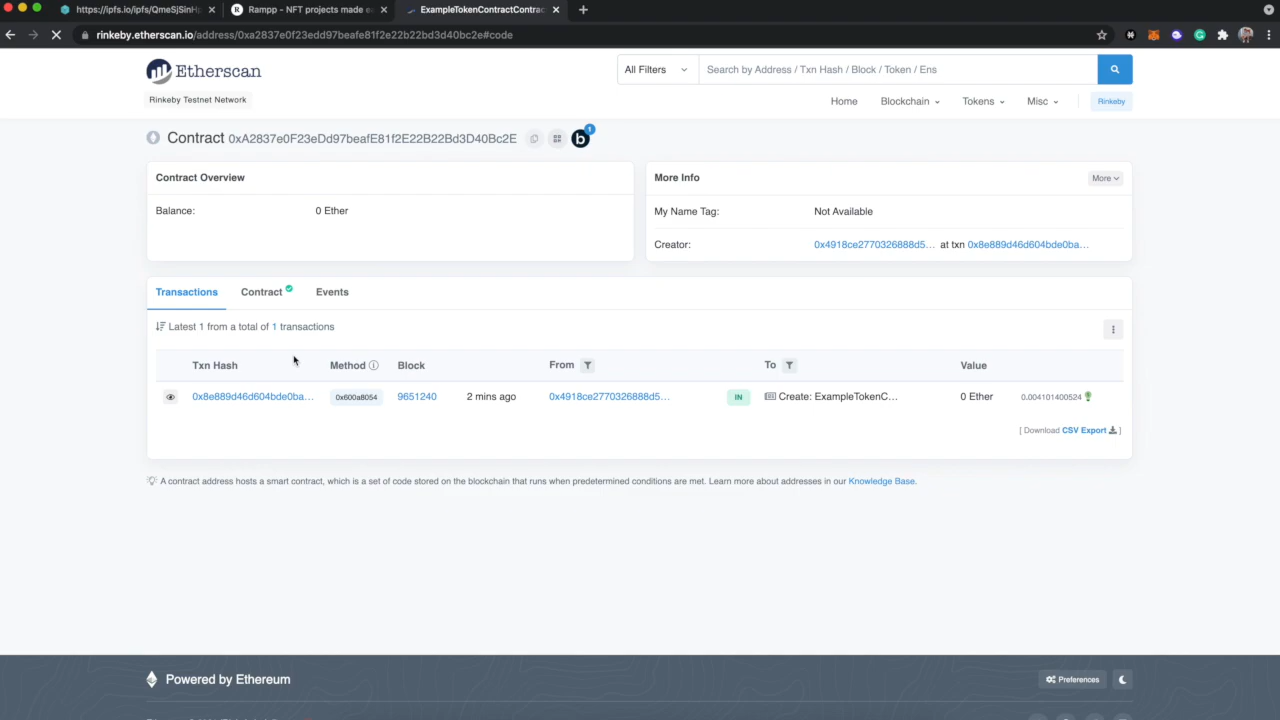 https://ipfs.io/ipfs/QmeSjSinH
Rampp - NFT projects made e
ExampleTokenContractContrac
rinkeby.etherscan.io/address/0xa2837e0f23edd97beafe81f2e22b22bd3d40bc2e#code
Etherscan
All Filters
Search by Address / Txn Hash / Block / Token / Ens
Rinkeby Testnet Network
Home
Blockchain
Tokens
Misc
Rinkeby
Contract 0xA2837e0F23eDd97beafE81f2E22B22Bd3D40Bc2E
b
1
Contract Overview
Balance: 0 Ether
More Info
More
My Name Tag: Not Available
Creator: 0x4918ce2770326888d5... at txn 0x8e889d46d604bde0ba...
Transactions
Contract
Events
Latest 1 from a total of 1 transactions
Txn Hash Method Block From To Value
0x8e889d46d604bde0ba... 0x600a8054 9651240 2 mins ago 0x4918ce2770326888d5... IN Create: ExampleTokenC... 0 Ether 0.004101400524
[ Download CSV Export ]
A contract address hosts a smart contract, which is a set of code stored on the blockchain that runs when predetermined conditions are met. Learn more about addresses in our Knowledge Base.
Powered by Ethereum
Preferences